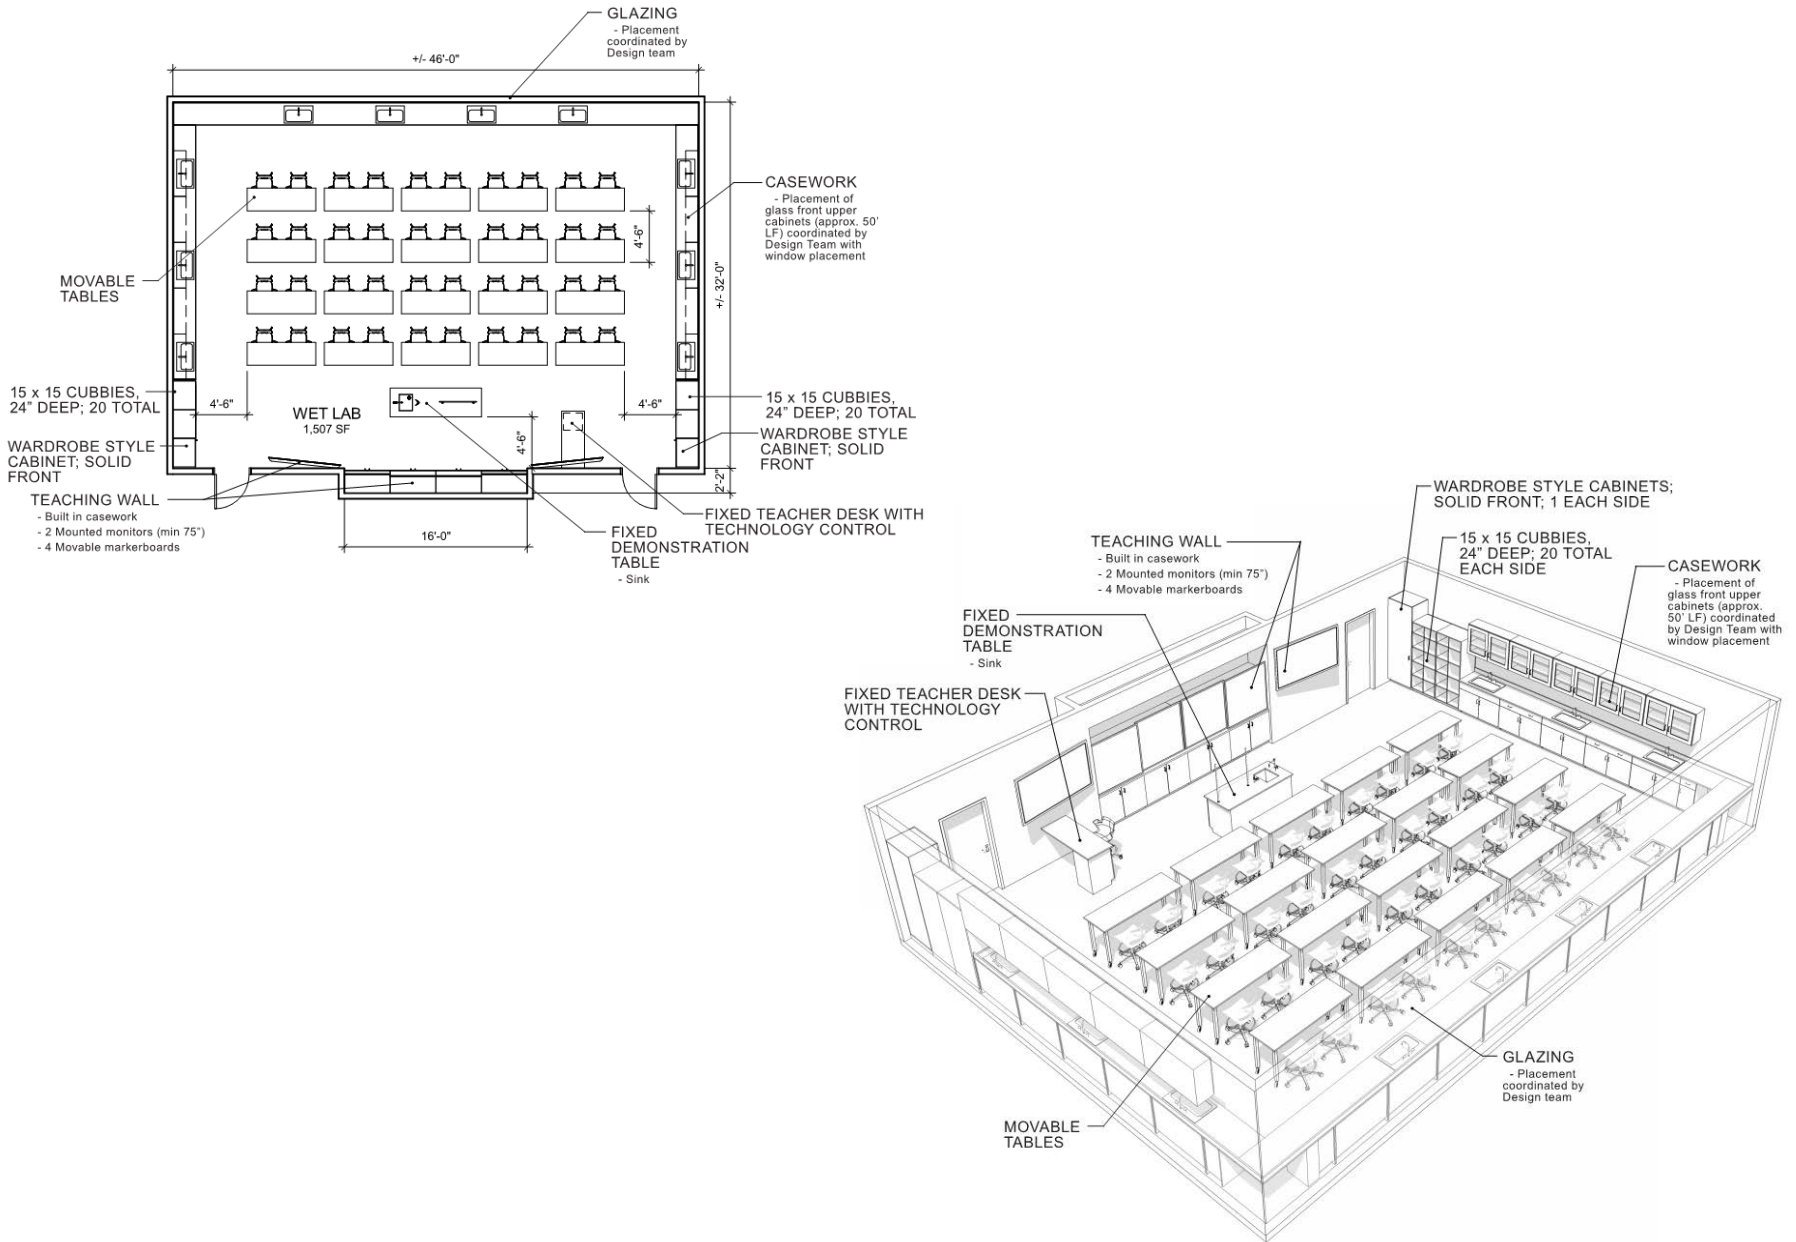 GLAZING
- Placement
coordinated by
Design team
+/- 46'-0"
CASEWORK
- Placement of
glass front upper
cabinets (approx. 50'
LF) coordinated by
Design Team with
window placement
4'-6"
+/- 32'-0"
MOVABLE
TABLES
15 x 15 CUBBIES,
24" DEEP; 20 TOTAL
4'-6"
WET LAB
1,507 SF
4'-6"
4'-6"
15 x 15 CUBBIES,
24" DEEP; 20 TOTAL
WARDROBE STYLE
CABINET; SOLID
FRONT
WARDROBE STYLE
CABINET; SOLID
FRONT
2'-2"
TEACHING WALL
- Built in casework
- 2 Mounted monitors (min 75")
- 4 Movable markerboards
16'-0"
FIXED
DEMONSTRATION
TABLE
- Sink
FIXED TEACHER DESK WITH
TECHNOLOGY CONTROL
WARDROBE STYLE CABINETS;
SOLID FRONT; 1 EACH SIDE
15 x 15 CUBBIES,
24" DEEP; 20 TOTAL
EACH SIDE
TEACHING WALL
- Built in casework
- 2 Mounted monitors (min 75")
- 4 Movable markerboards
CASEWORK
- Placement of
glass front upper
cabinets (approx.
50' LF) coordinated
by Design Team with
window placement
FIXED
DEMONSTRATION
TABLE
- Sink
FIXED TEACHER DESK
WITH TECHNOLOGY
CONTROL
GLAZING
- Placement
coordinated by
Design team
MOVABLE
TABLES